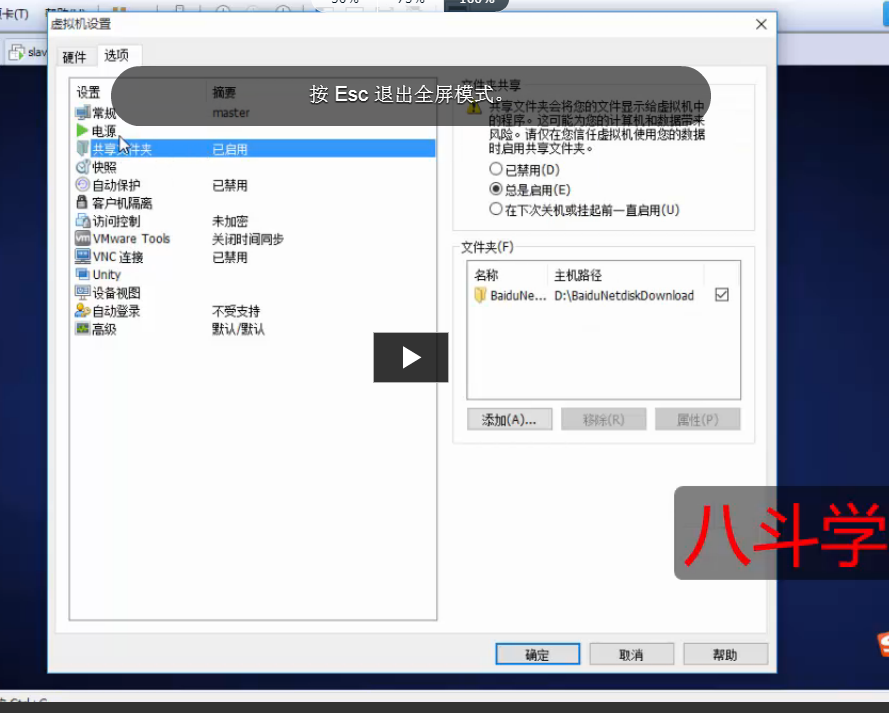 虚拟机设置
slav
硬件 选项
设置 摘要
按 Esc 退出全屏模式。
常规 master
电源
共享文件夹 已启用
快照
自动保护 已禁用
客户机隔离
访问控制 未加密
VMware Tools 关闭时间同步
VNC 连接 已禁用
Unity
设备视图
自动登录 不受支持
高级 默认/默认
文件夹共享
共享文件夹会将您的文件显示给虚拟机中
的程序。这可能为您的计算机和数据带来
风险。请仅在您信任虚拟机使用您的数据
时启用共享文件夹。
已禁用(D)
总是启用(E)
在下次关机或挂起前一直启用(U)
文件夹(F)
名称 主机路径
BaiduNe... D:\BaiduNetdiskDownload
添加(A)... 移除(R) 属性(P)
八斗学
确定 取消 帮助